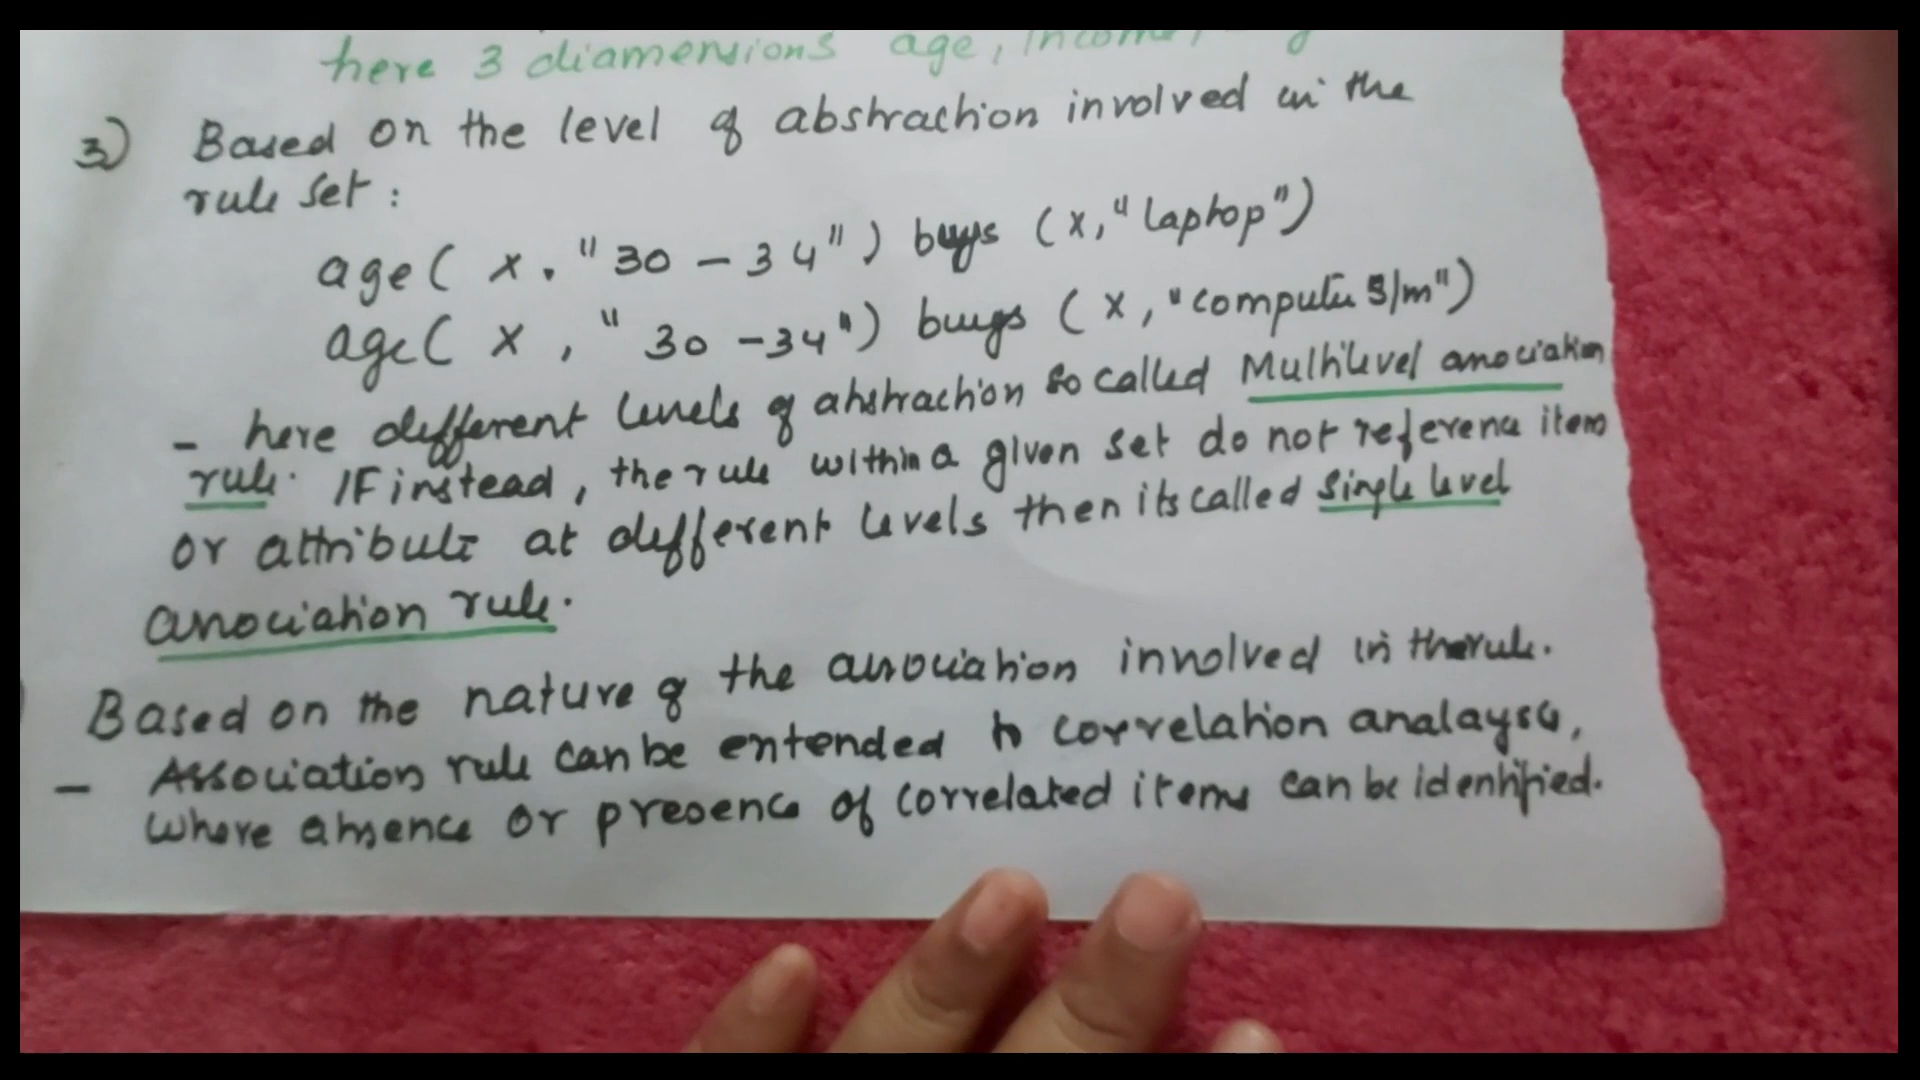 here 3 diamensions age, income,
3) Based on the level of abstraction involved in the
rule set :
age( x, "30 - 34") buys (x, "laptop")
age( x, "30 - 34") buys (x, "computer S/m")
- here different levels of abstraction so called Multilevel association
rule. IF instead, the rule within a given set do not reference item
or attribute at different levels then its called single level
association rule.
Based on the nature of the association involved in the rule.
- Association rule can be extended to correlation analayse,
where absence or presence of correlated items can be identified.